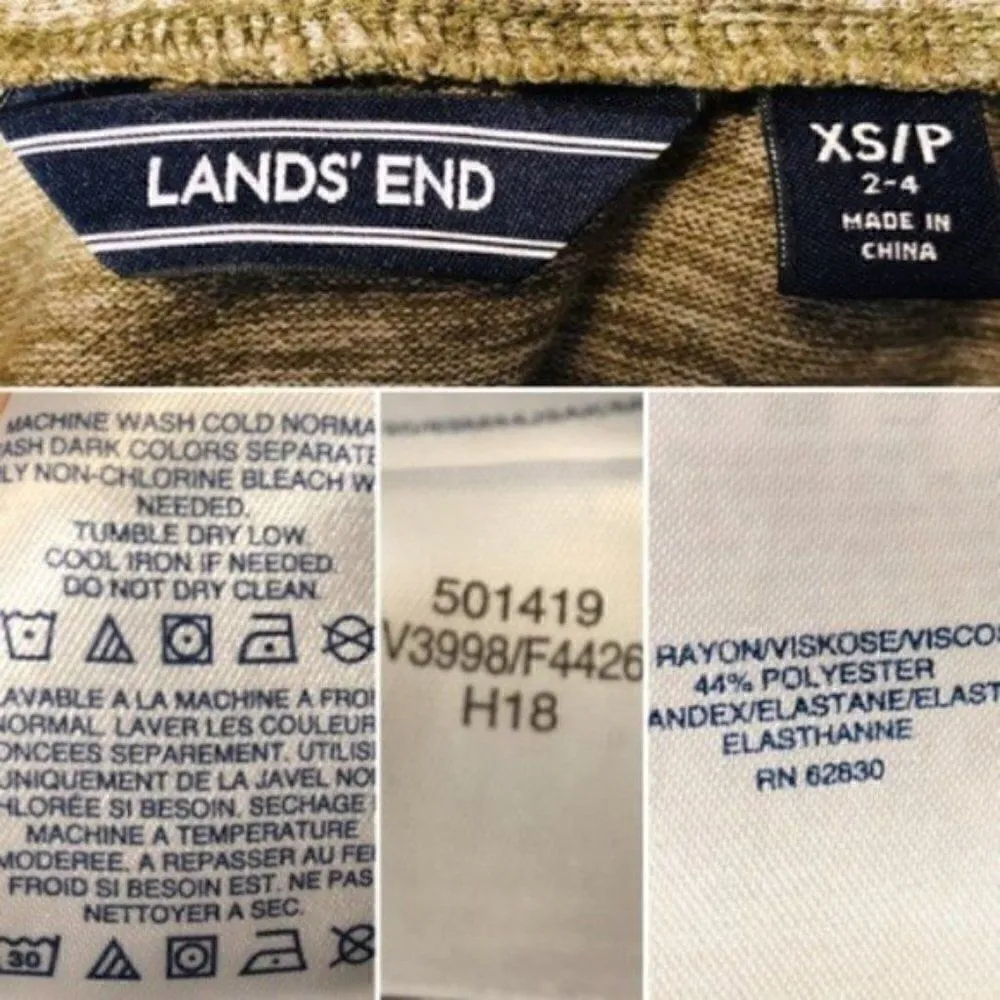 LANDS' END
XS/P
2-4
MADE IN
CHINA
MACHINE WASH COLD NORMA
ASH DARK COLORS SEPARATE
LY NON-CHLORINE BLEACH W
NEEDED.
TUMBLE DRY LOW.
COOL IRON IF NEEDED.
DO NOT DRY CLEAN.
AVABLE A LA MACHINE A FROI
NORMAL. LAVER LES COULEUR
ONCEES SEPAREMENT. UTILIS
UNIQUEMENT DE LA JAVEL NO
HLORÉE SI BESOIN. SECHAGE
MACHINE A TEMPERATURE
MODEREE. A REPASSER AU FE
FROID SI BESOIN EST. NE PAS
NETTOYER A SEC.
30
501419
V3998/F4426
H18
RAYON/VISKOSE/VISCO
44% POLYESTER
ANDEX/ELASTANE/ELAST
ELASTHANNE
RN 62830